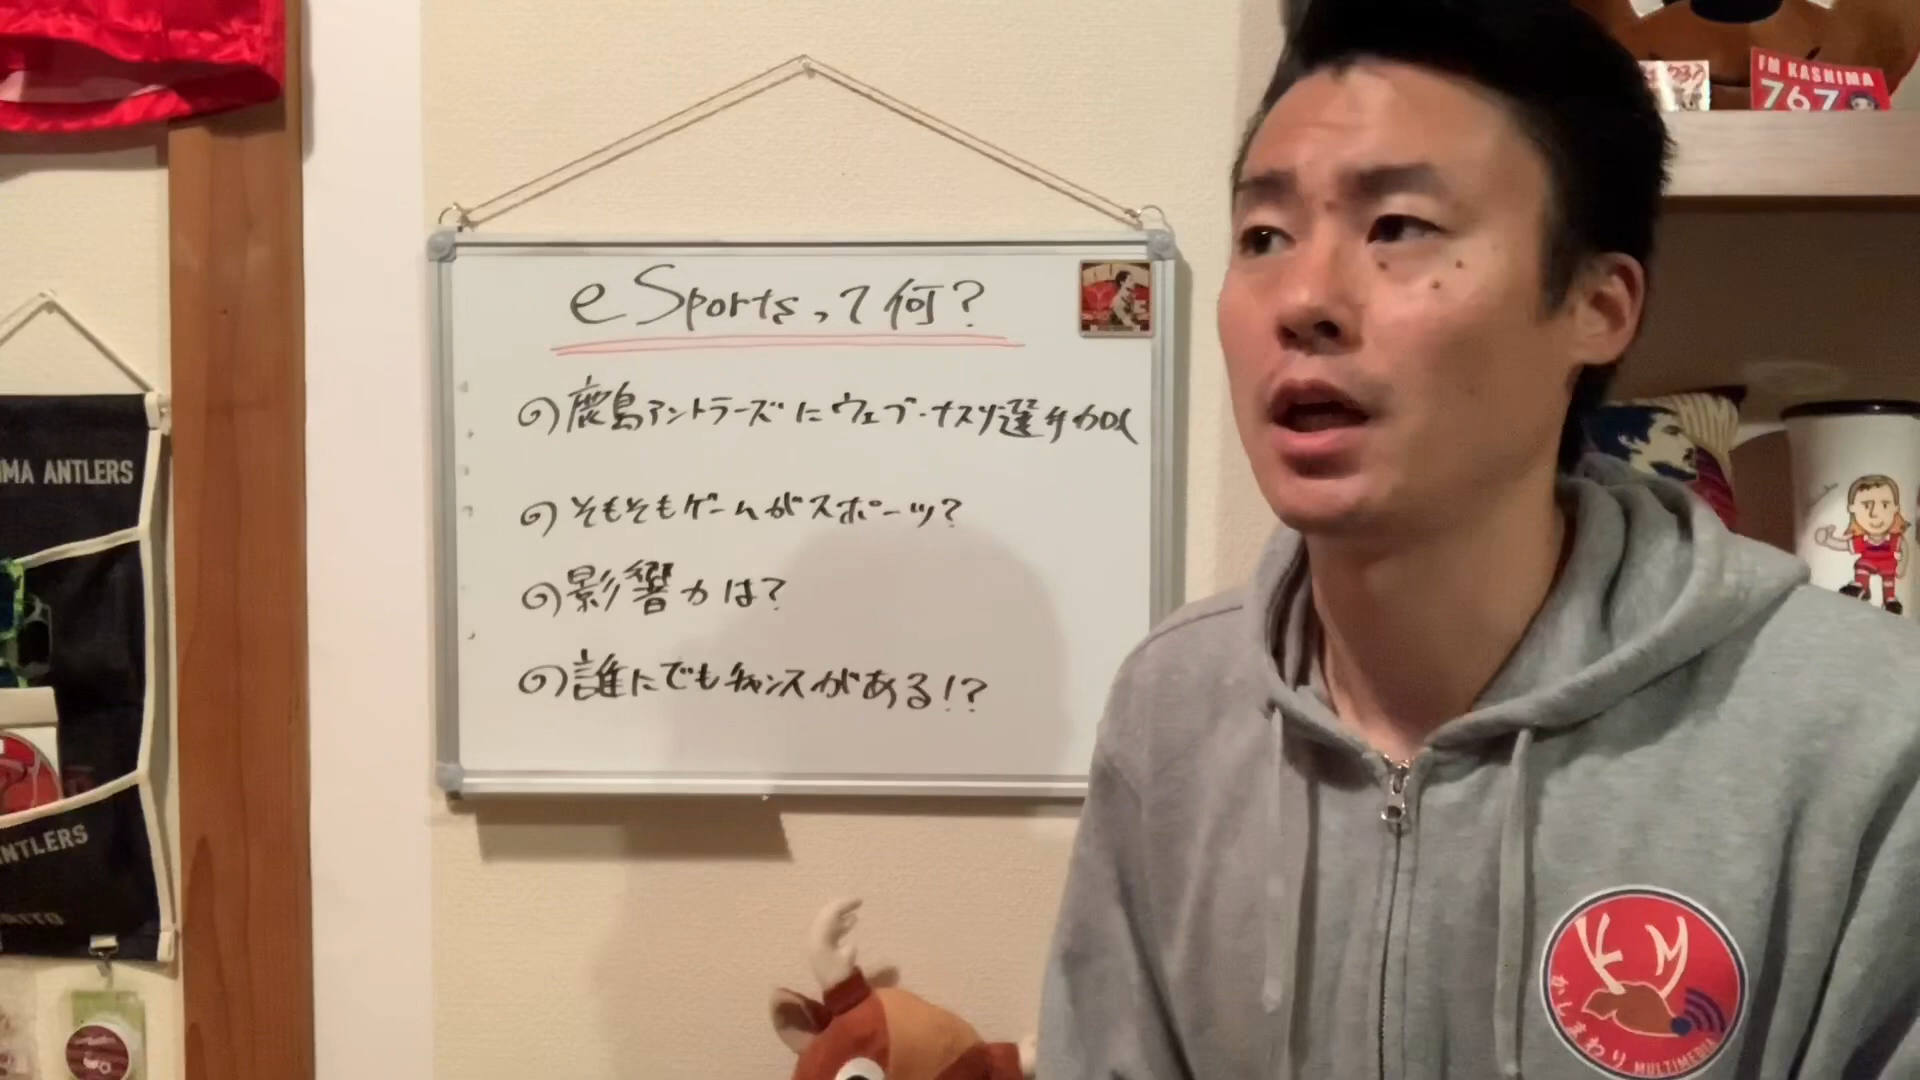 eSportsって何?
の 鹿島アントラーズにウェブ・ナスリ選手加入
の そもそもゲームがスポーツ?
の 影響力は?
の 誰にでもチャンスがある!?
FM KASHIMA
767
MA ANTLERS
NTLERS
KM
かしまわり MULTIMEDIA